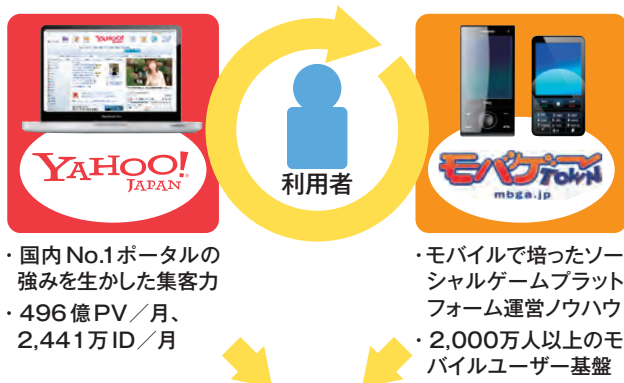 YAHOO!
JAPAN
利用者
モバゲーTOWN
mbga.jp
・国内No.1ポータルの
強みを生かした集客力
・496億PV／月、
2,441万ID／月
・モバイルで培ったソー
シャルゲームプラット
フォーム運営ノウハウ
・2,000万人以上のモ
バイルユーザー基盤